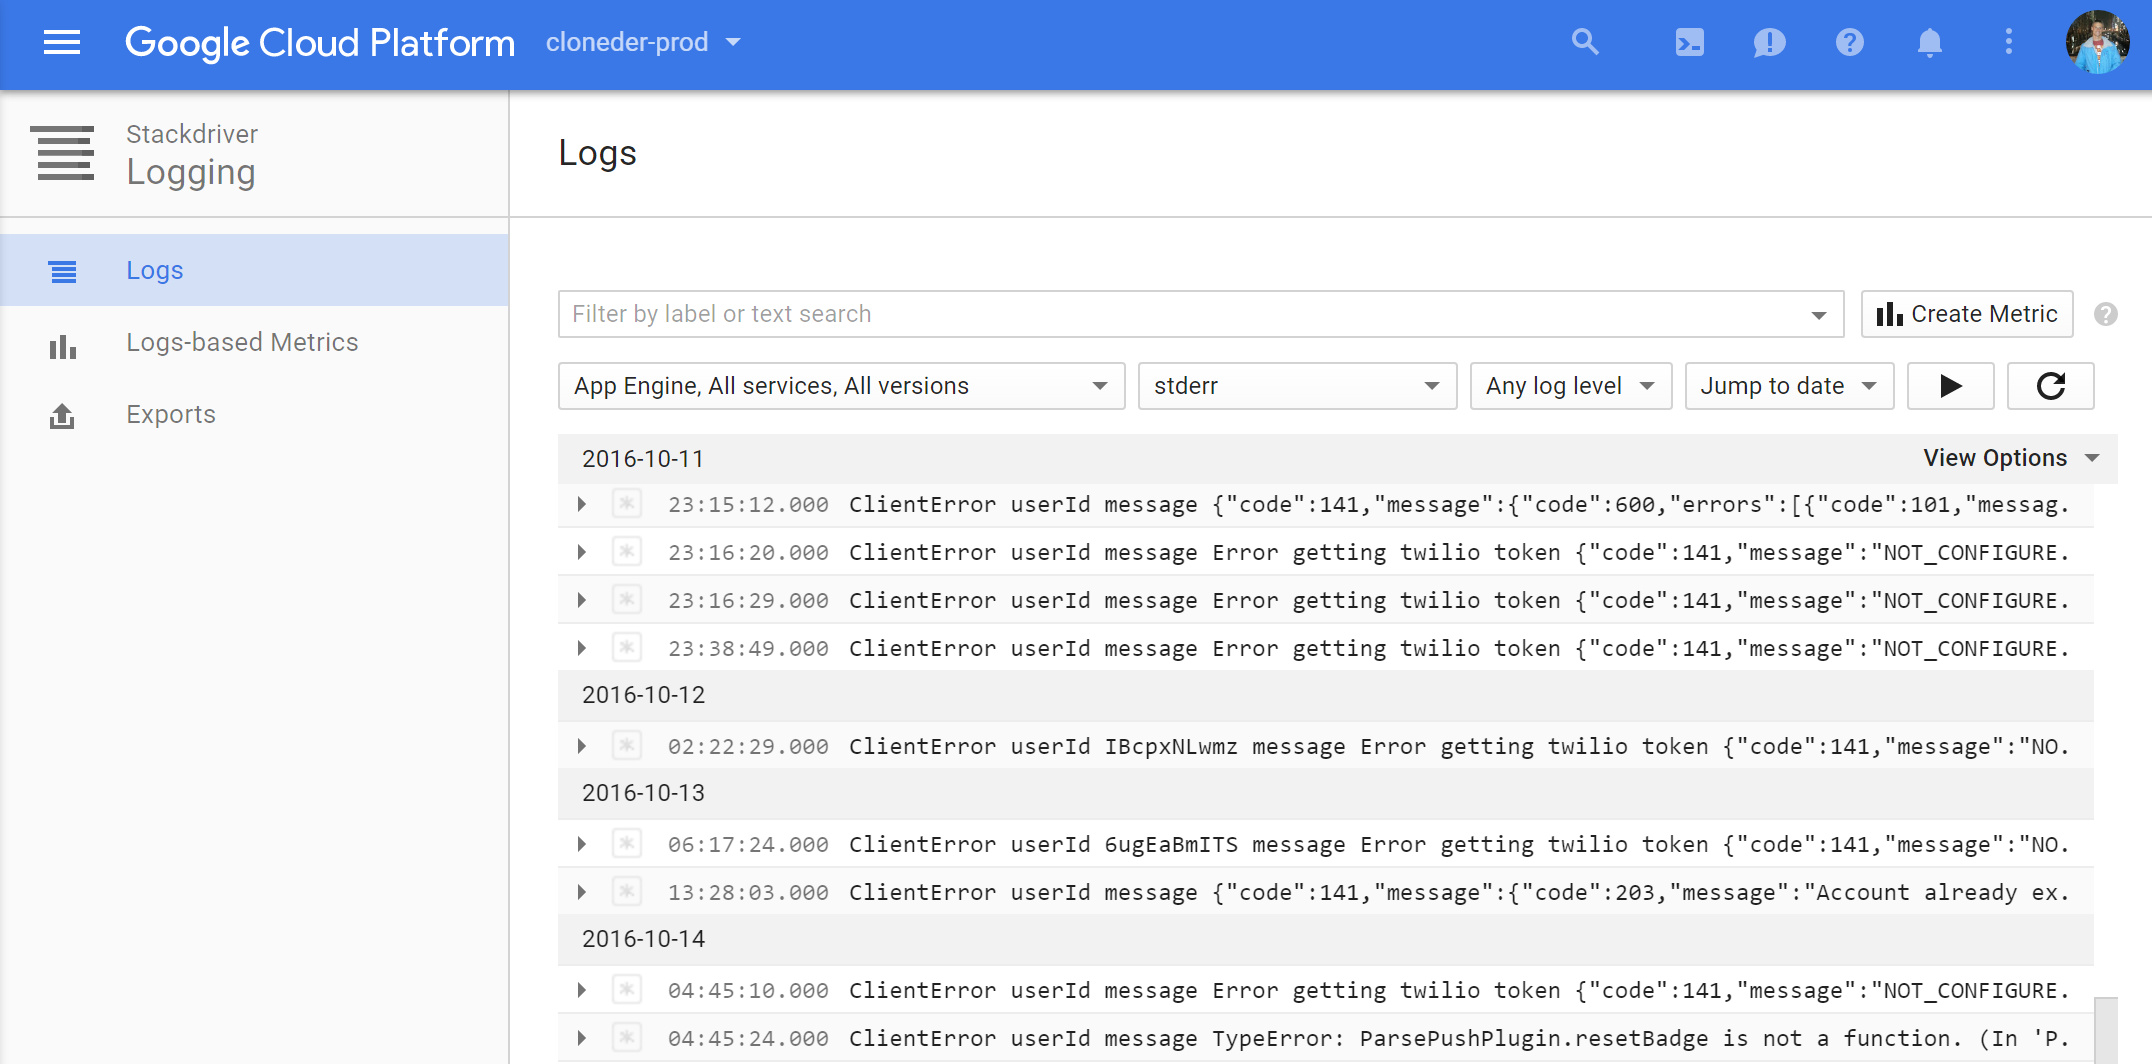 Google Cloud Platform cloneder-prod
Stackdriver
Logging
Logs
Logs-based Metrics
Exports
Logs
Filter by label or text search
Create Metric
App Engine, All services, All versions
stderr
Any log level
Jump to date
2016-10-11
View Options
23:15:12.000 ClientError userId message {"code":141,"message":{"code":600,"errors":[{"code":101,"messag.
23:16:20.000 ClientError userId message Error getting twilio token {"code":141,"message":"NOT_CONFIGURE.
23:16:29.000 ClientError userId message Error getting twilio token {"code":141,"message":"NOT_CONFIGURE.
23:38:49.000 ClientError userId message Error getting twilio token {"code":141,"message":"NOT_CONFIGURE.
2016-10-12
02:22:29.000 ClientError userId IBcpxNLwmz message Error getting twilio token {"code":141,"message":"NO.
2016-10-13
06:17:24.000 ClientError userId 6ugEaBmITS message Error getting twilio token {"code":141,"message":"NO.
13:28:03.000 ClientError userId message {"code":141,"message":{"code":203,"message":"Account already ex.
2016-10-14
04:45:10.000 ClientError userId message Error getting twilio token {"code":141,"message":"NOT_CONFIGURE.
04:45:24.000 ClientError userId message TypeError: ParsePushPlugin.resetBadge is not a function. (In 'P.